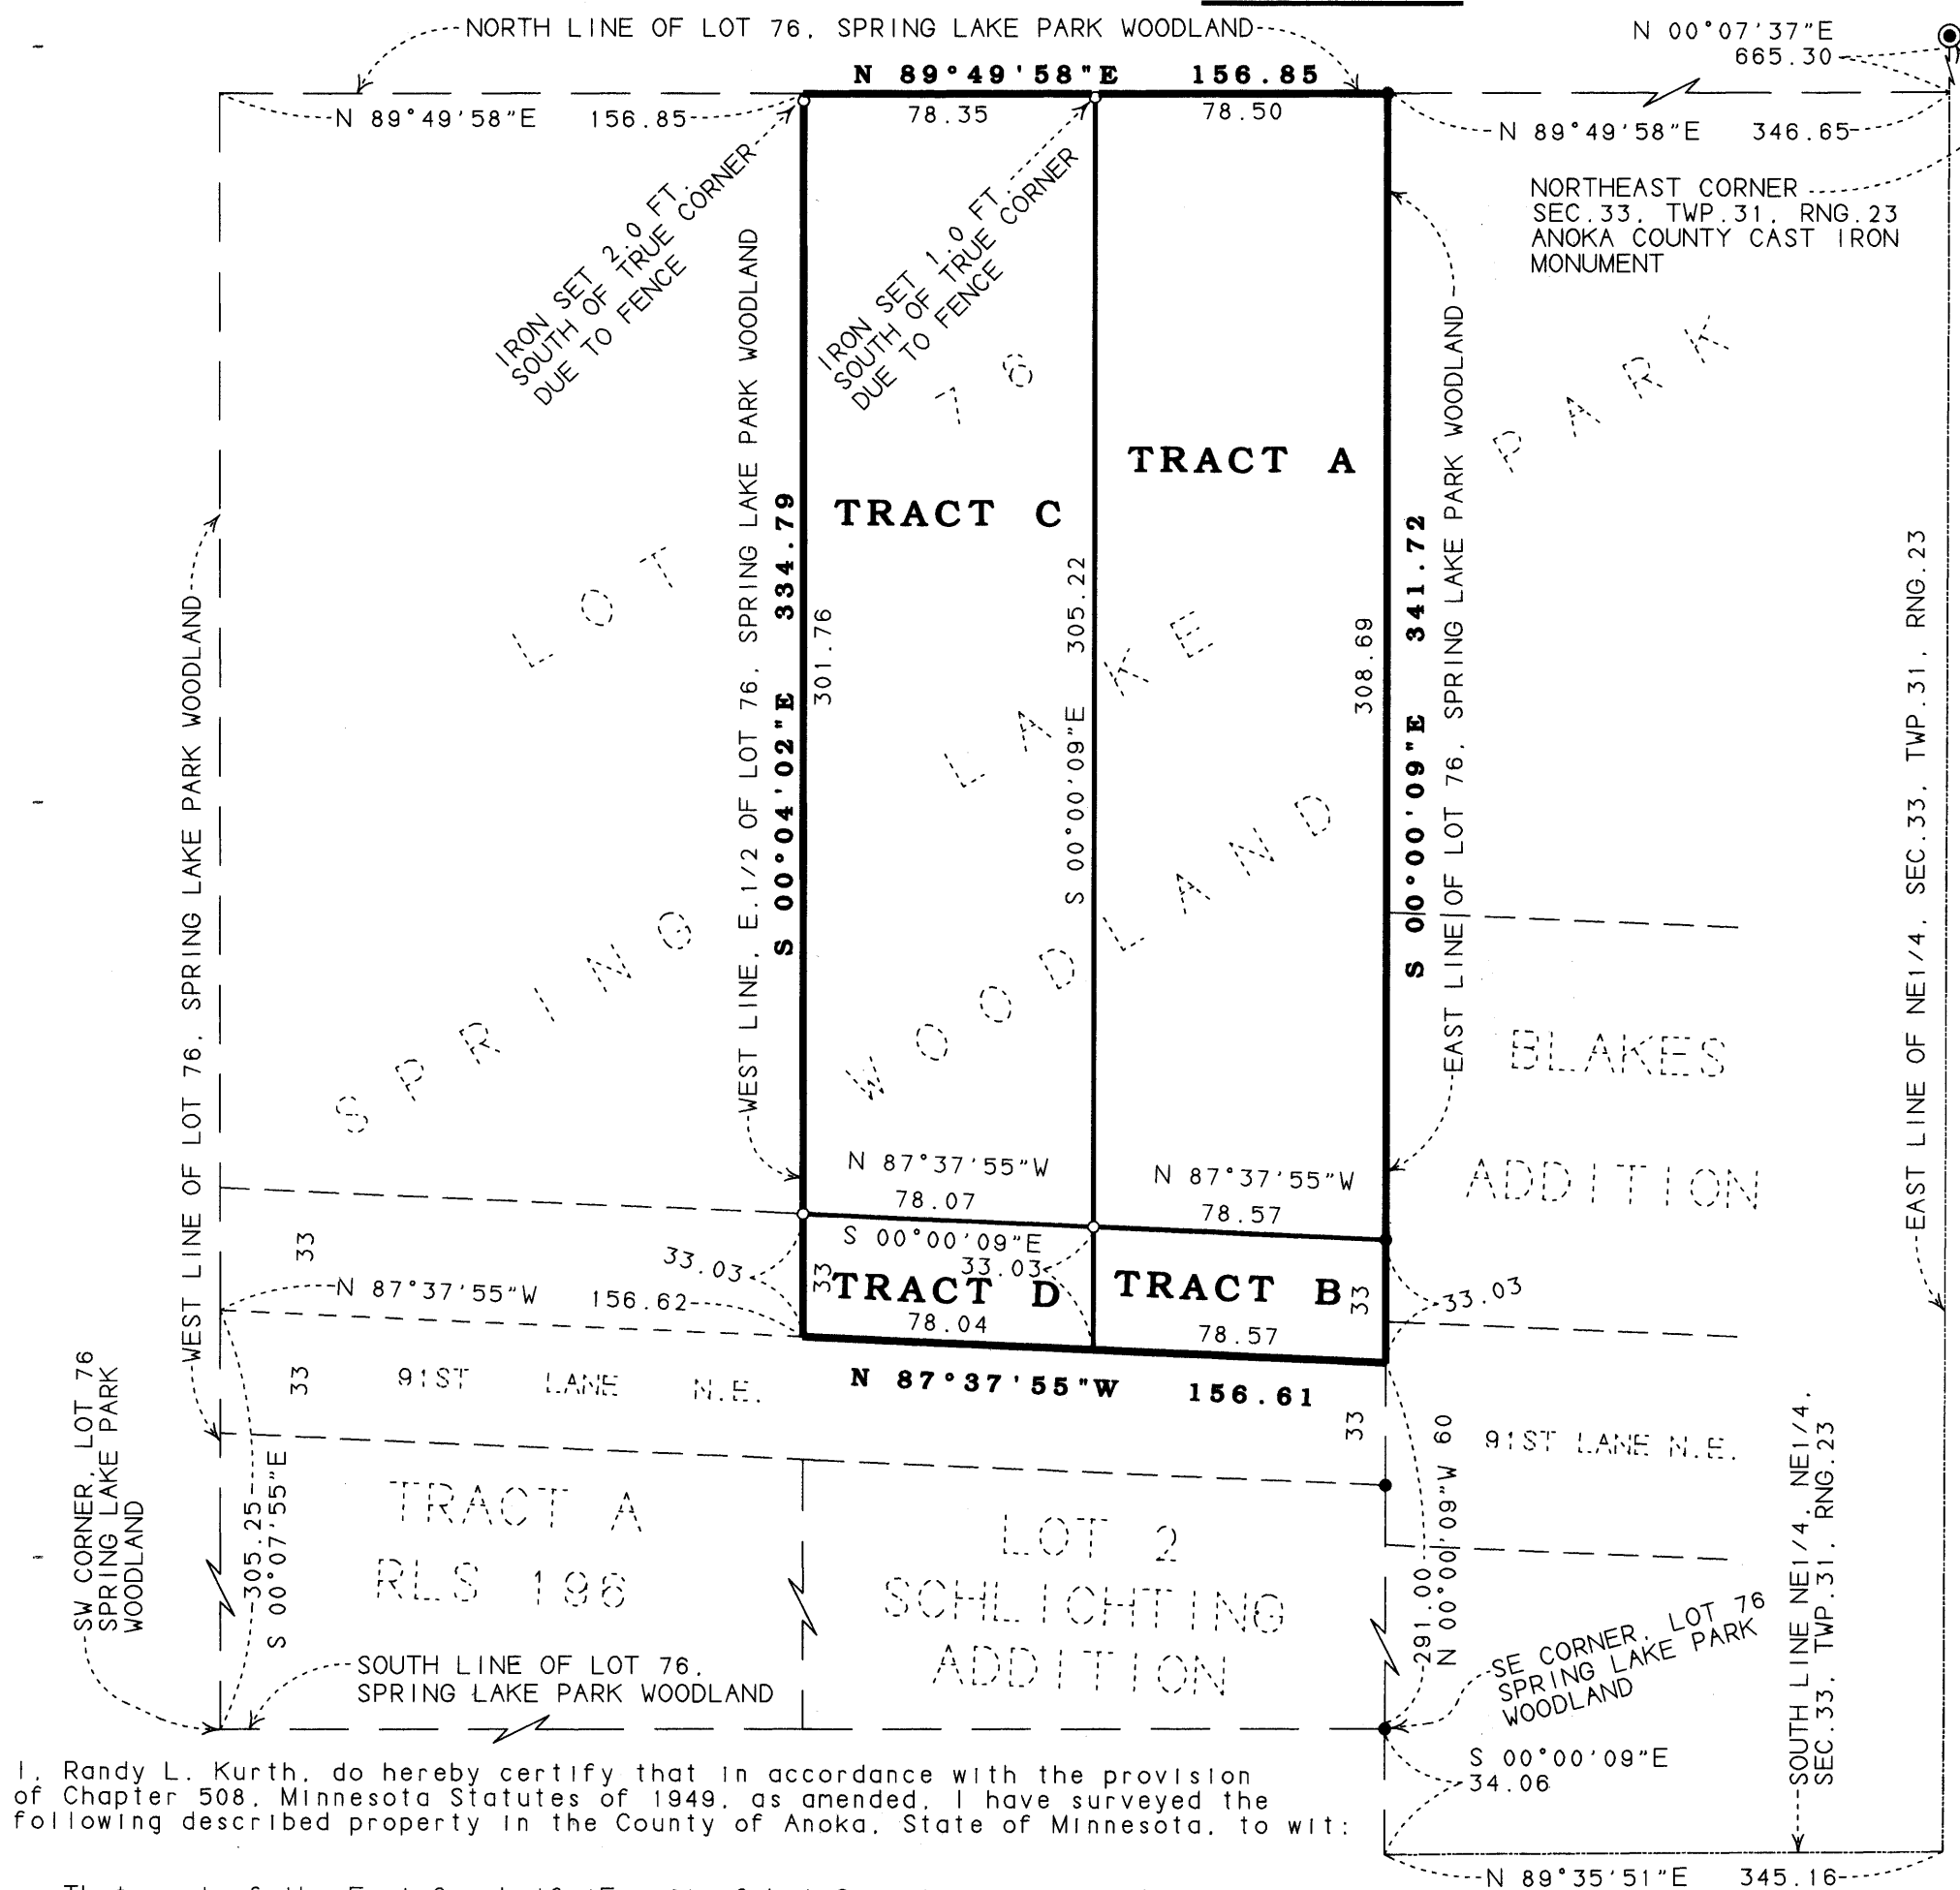 NORTH LINE OF LOT 76, SPRING LAKE PARK WOODLAND
N 00°07'37"E
665.30
N 89°49'58"E 156.85
N 89°49'58"E 156.85
78.35
78.50
N 89°49'58"E 346.65
NORTHEAST CORNER
SEC.33, TWP.31, RNG.23
ANOKA COUNTY CAST IRON
MONUMENT
IRON SET 2.0 FT.
SOUTH OF TRUE CORNER
DUE TO FENCE
IRON SET 1.0 FT.
SOUTH OF TRUE CORNER
DUE TO FENCE
LOT 76
SPRING LAKE PARK
WOODLAND
TRACT A
TRACT C
WEST LINE OF LOT 76, SPRING LAKE PARK WOODLAND
WEST LINE, E.1/2 OF LOT 76, SPRING LAKE PARK WOODLAND
S 00°04'02"E 334.79
301.76
S 00°00'09"E 305.22
308.69
S 00°00'09"E 341.72
EAST LINE OF LOT 76, SPRING LAKE PARK WOODLAND
EAST LINE OF NE1/4, SEC.33, TWP.31, RNG.23
BLAKES
ADDITION
N 87°37'55"W
78.07
N 87°37'55"W
78.57
S 00°00'09"E
33.03
33
33.03
33
TRACT D
TRACT B
33
33.03
N 87°37'55"W 156.62
78.04
78.57
N 87°37'55"W 156.61
33
91ST LANE N.E.
33
91ST LANE N.E.
SW CORNER, LOT 76
SPRING LAKE PARK
WOODLAND
305.25
S 00°07'55"E
TRACT A
RLS 196
LOT 2
SCHLICHTING
ADDITION
291.00
N 00°00'09"W 60
SE CORNER, LOT 76
SPRING LAKE PARK
WOODLAND
SOUTH LINE NE1/4, NE1/4,
SEC.33, TWP.31, RNG.23
SOUTH LINE OF LOT 76,
SPRING LAKE PARK WOODLAND
S 00°00'09"E
34.06
N 89°35'51"E 345.16
I, Randy L. Kurth, do hereby certify that in accordance with the provision
of Chapter 508, Minnesota Statutes of 1949, as amended, I have surveyed the
following described property in the County of Anoka, State of Minnesota, to wit: